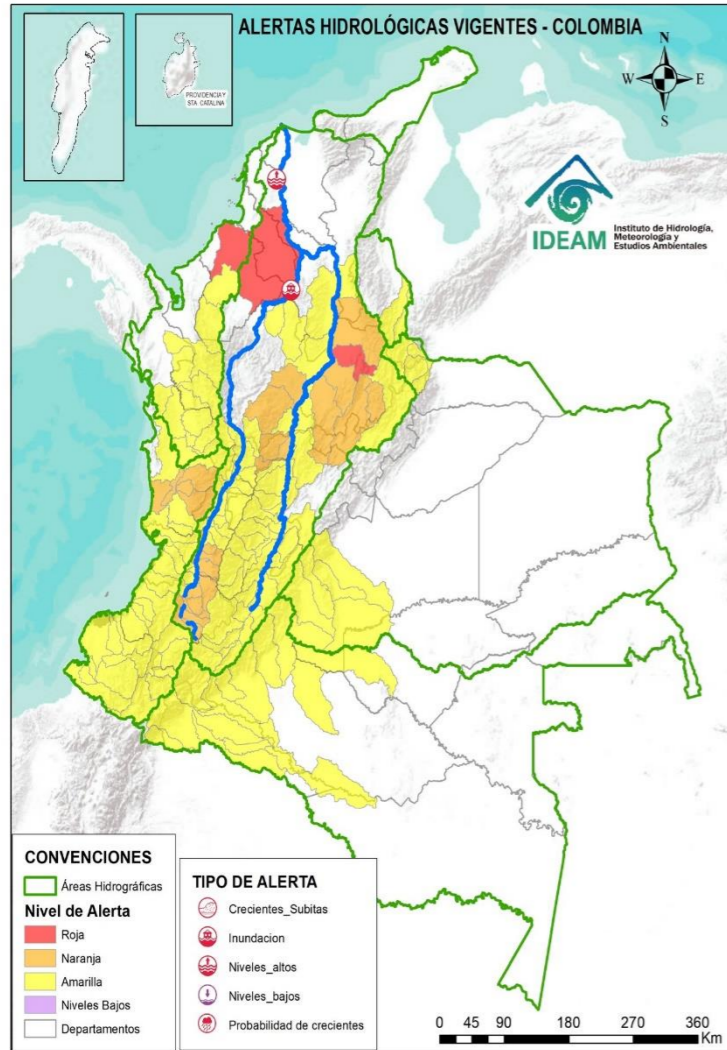 ALERTAS HIDROLÓGICAS VIGENTES - COLOMBIA
PROVIDENCIA Y
STA. CATALINA
N
W E
S
IDEAM
Instituto de Hidrología,
Meteorología y
Estudios Ambientales
CONVENCIONES
Áreas Hidrográficas
Nivel de Alerta
Roja
Naranja
Amarilla
Niveles Bajos
Departamentos
TIPO DE ALERTA
Crecientes_Subitas
Inundacion
Niveles_altos
Niveles_bajos
Probabilidad de crecientes
0 45 90 180 270 360
Km